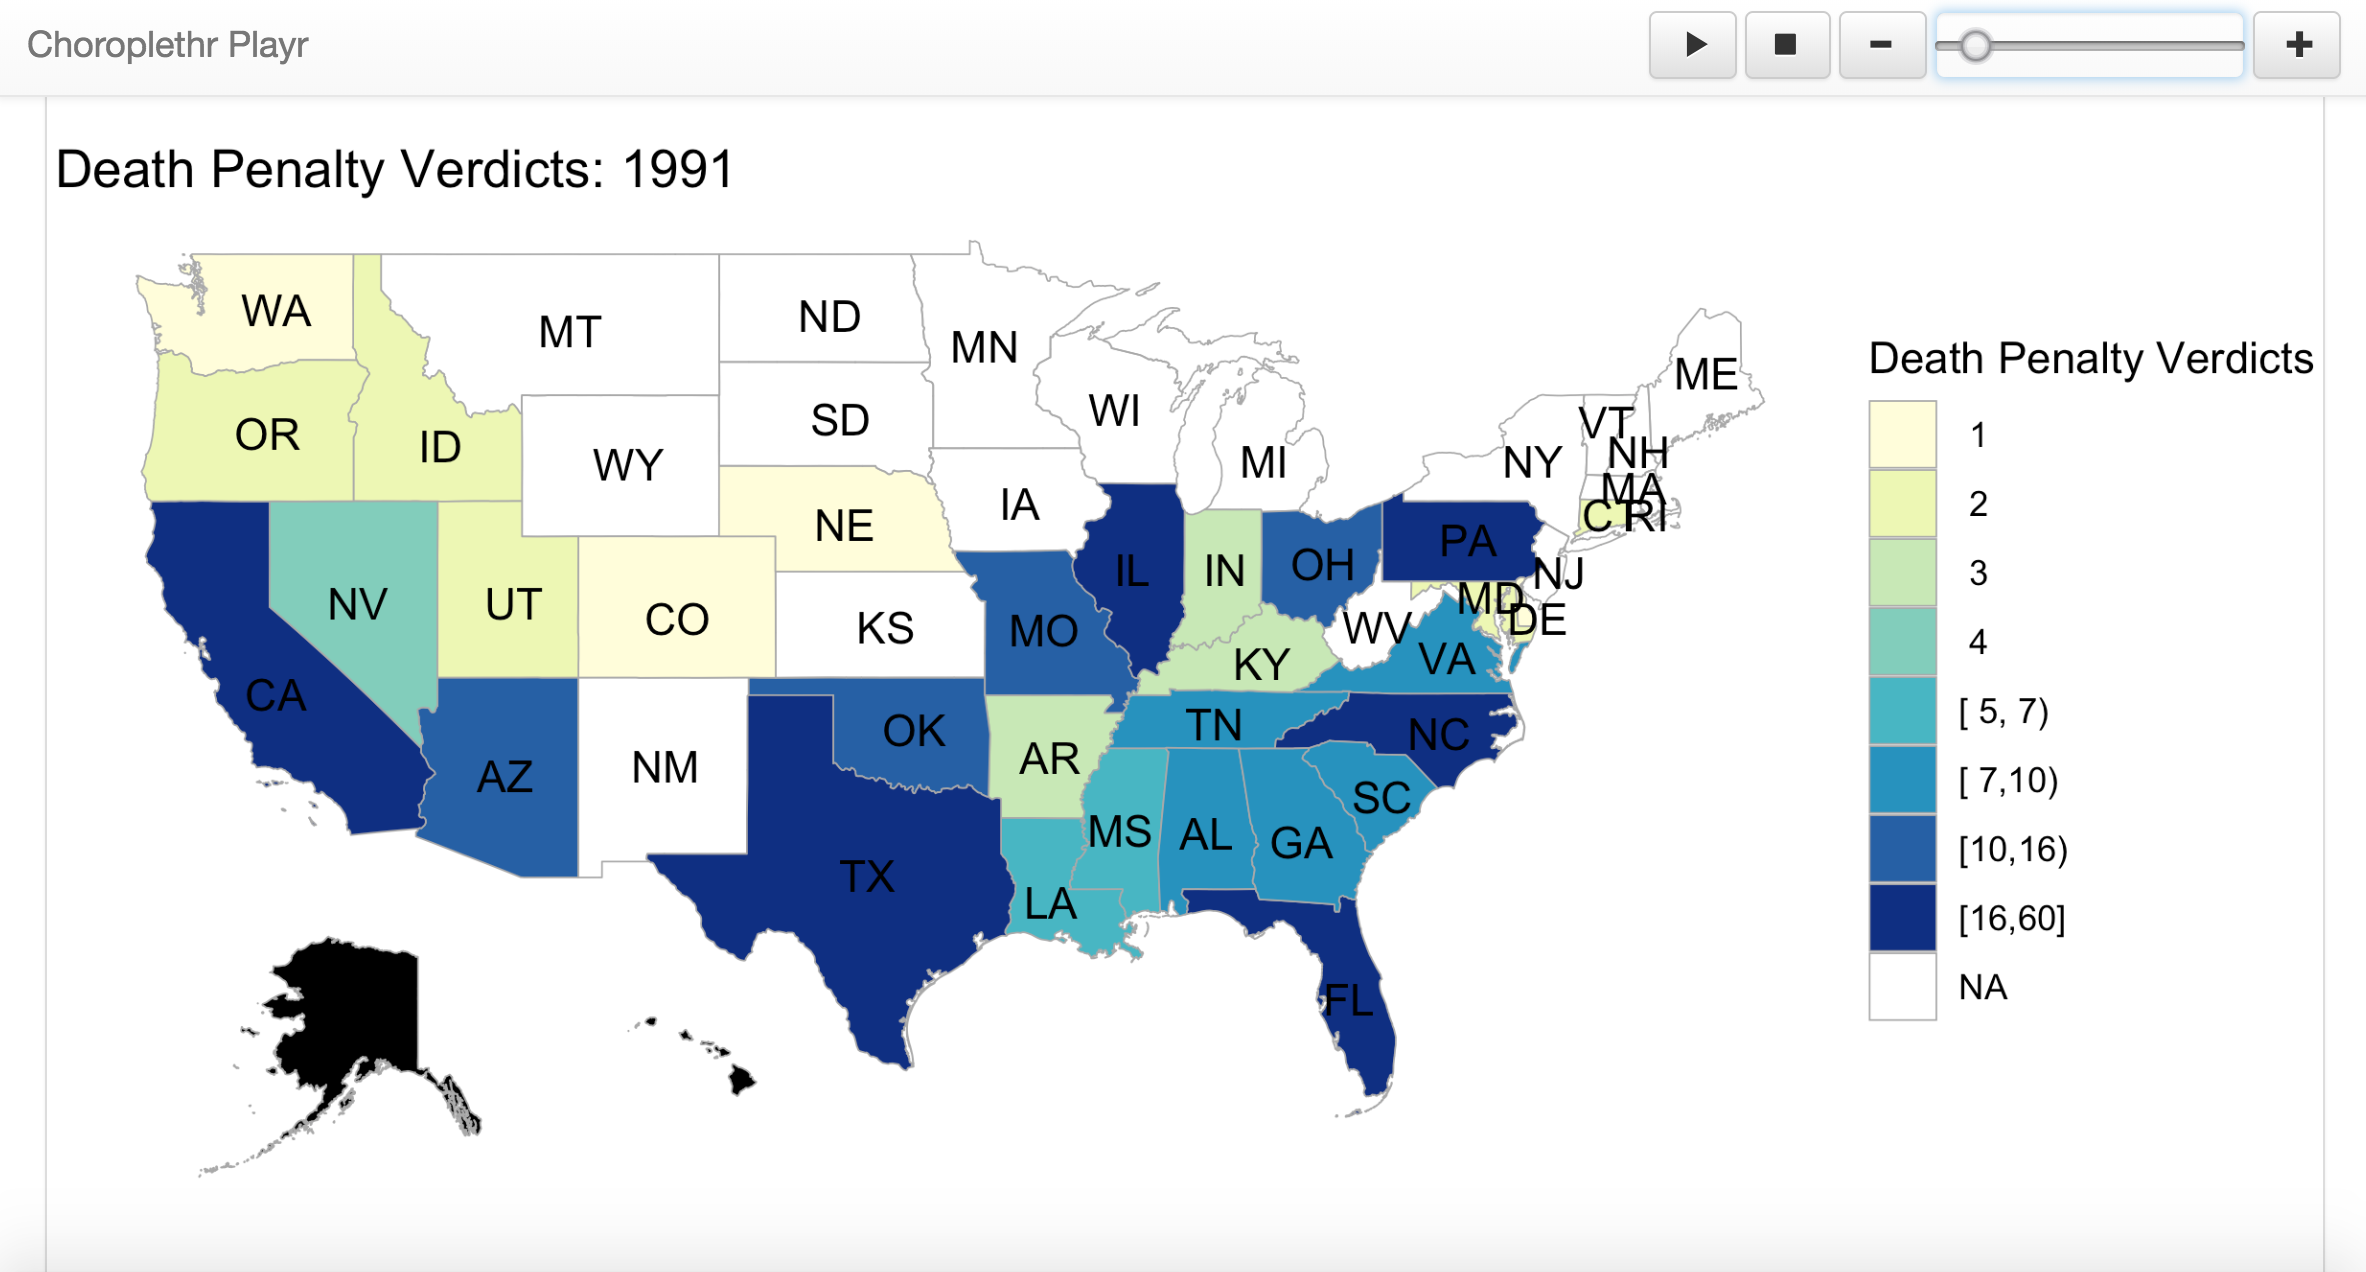 Choroplethr Playr
Death Penalty Verdicts: 1991
WA
MT
ND
MN
ME
OR
ID
WY
SD
WI
MI
NY
VT
NH
MA
CT
RI
NV
UT
CO
NE
IA
IL
IN
OH
PA
NJ
MD
DE
CA
AZ
NM
KS
MO
KY
WV
VA
OK
AR
TN
NC
TX
LA
MS
AL
GA
SC
FL
Death Penalty Verdicts
1
2
3
4
[ 5, 7)
[ 7,10)
[10,16)
[16,60]
NA